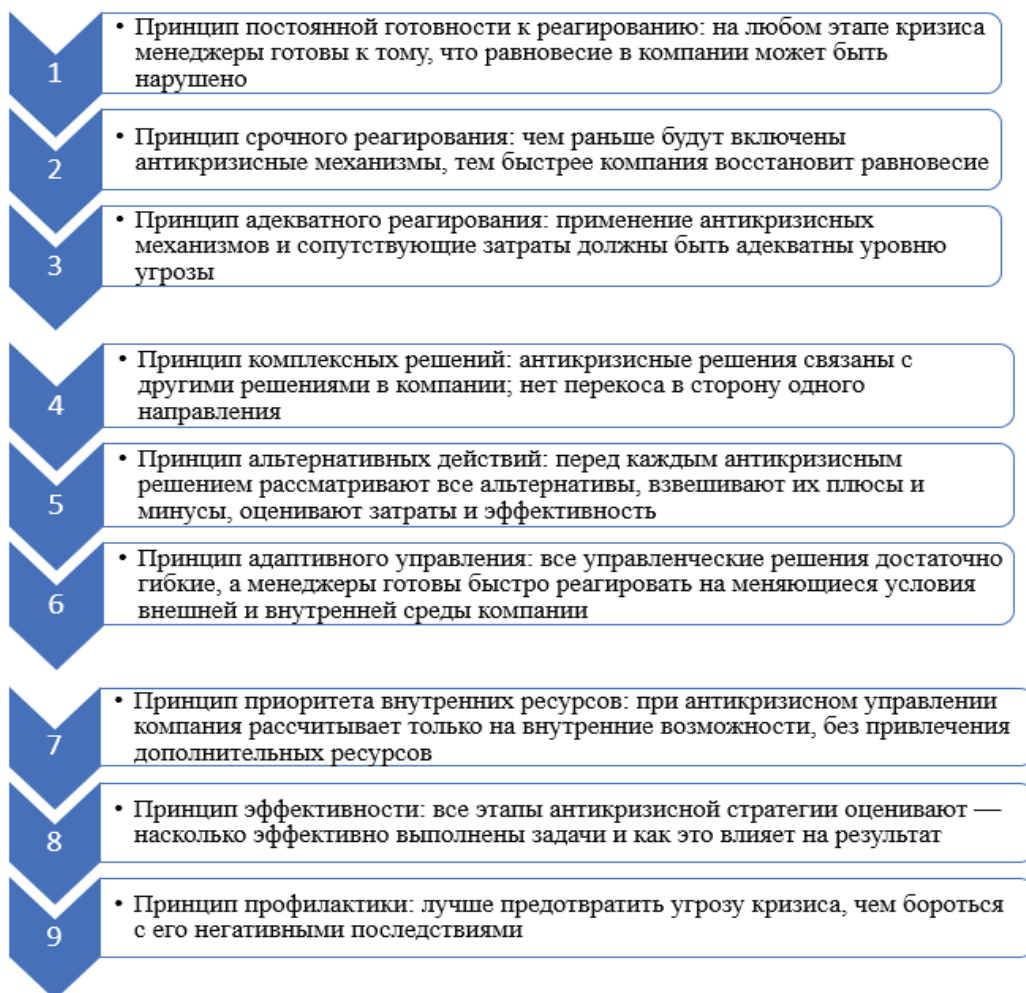 1
• Принцип постоянной готовности к реагированию: на любом этапе кризиса
менеджеры готовы к тому, что равновесие в компании может быть
нарушено
2
• Принцип срочного реагирования: чем раньше будут включены
антикризисные механизмы, тем быстрее компания восстановит равновесие
3
• Принцип адекватного реагирования: применение антикризисных
механизмов и сопутствующие затраты должны быть адекватны уровню
угрозы
4
• Принцип комплексных решений: антикризисные решения связаны с
другими решениями в компании; нет перекоса в сторону одного
направления
5
• Принцип альтернативных действий: перед каждым антикризисным
решением рассматривают все альтернативы, взвешивают их плюсы и
минусы, оценивают затраты и эффективность
6
• Принцип адаптивного управления: все управленческие решения достаточно
гибкие, а менеджеры готовы быстро реагировать на меняющиеся условия
внешней и внутренней среды компании
7
• Принцип приоритета внутренних ресурсов: при антикризисном управлении
компания рассчитывает только на внутренние возможности, без привлечения
дополнительных ресурсов
8
• Принцип эффективности: все этапы антикризисной стратегии оценивают —
насколько эффективно выполнены задачи и как это влияет на результат
9
• Принцип профилактики: лучше предотвратить угрозу кризиса, чем бороться
с его негативными последствиями